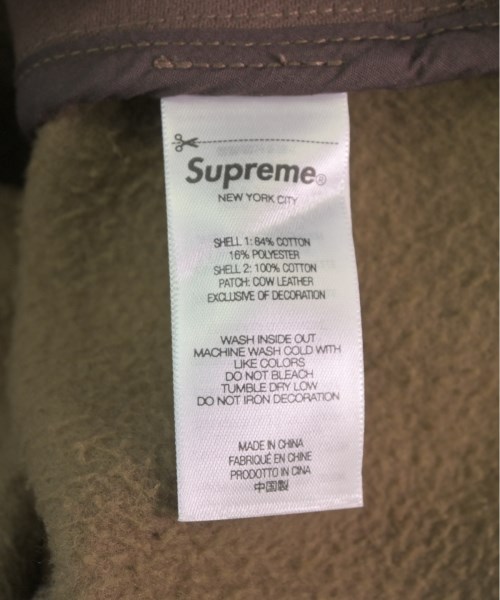 Supreme®
NEW YORK CITY
SHELL 1: 84% COTTON
16% POLYESTER
SHELL 2: 100% COTTON
PATCH: COW LEATHER
EXCLUSIVE OF DECORATION
WASH INSIDE OUT
MACHINE WASH COLD WITH
LIKE COLORS
DO NOT BLEACH
TUMBLE DRY LOW
DO NOT IRON DECORATION
MADE IN CHINA
FABRIQUÉ EN CHINE
PRODOTTO IN CINA
中国製